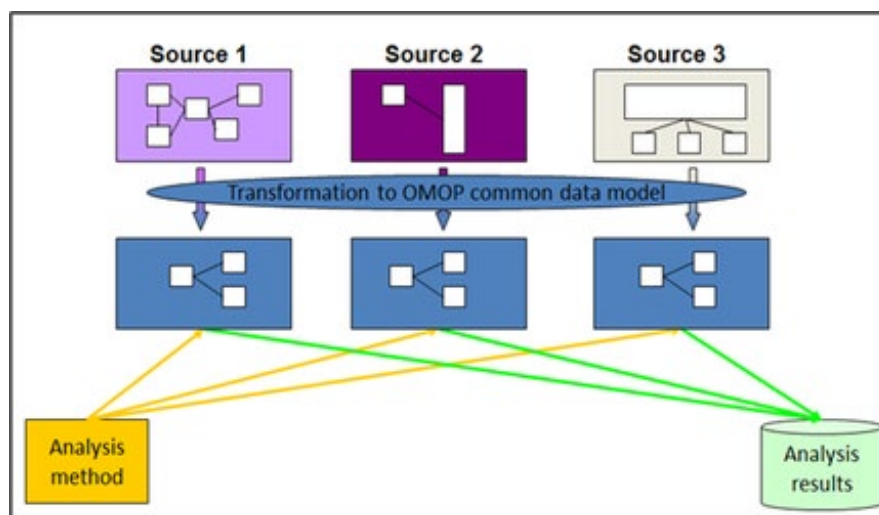 Source 1
Source 2
Source 3
Transformation to OMOP common data model
Analysis
method
Analysis
results